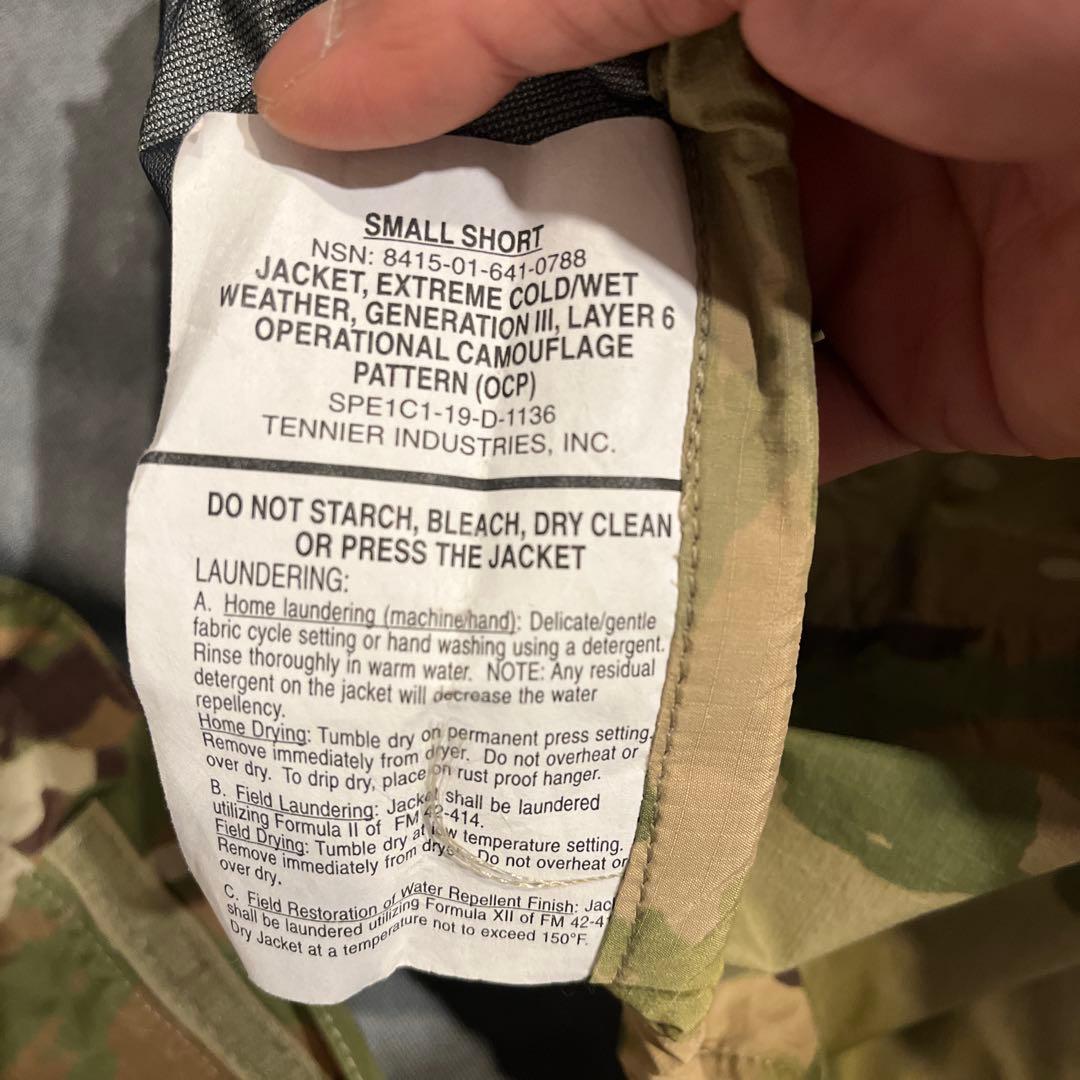 SMALL SHORT
NSN: 8415-01-641-0788
JACKET, EXTREME COLD/WET
WEATHER, GENERATION III, LAYER 6
OPERATIONAL CAMOUFLAGE
PATTERN (OCP)
SPE1C1-19-D-1136
TENNIER INDUSTRIES, INC.
DO NOT STARCH, BLEACH, DRY CLEAN
OR PRESS THE JACKET
LAUNDERING:
A. Home laundering (machine/hand): Delicate/gentle
fabric cycle setting or hand washing using a detergent.
Rinse thoroughly in warm water. NOTE: Any residual
detergent on the jacket will decrease the water
repellency.
Home Drying: Tumble dry on permanent press setting.
Remove immediately from dryer. Do not overheat or
over dry. To drip dry, place on rust proof hanger.
B. Field Laundering: Jacket shall be laundered
utilizing Formula II of FM 42-414.
Field Drying: Tumble dry at low temperature setting.
Remove immediately from dryer. Do not overheat or
over dry.
C. Field Restoration of Water Repellent Finish: Jac
shall be laundered utilizing Formula XII of FM 42-41
Dry Jacket at a temperature not to exceed 150°F.